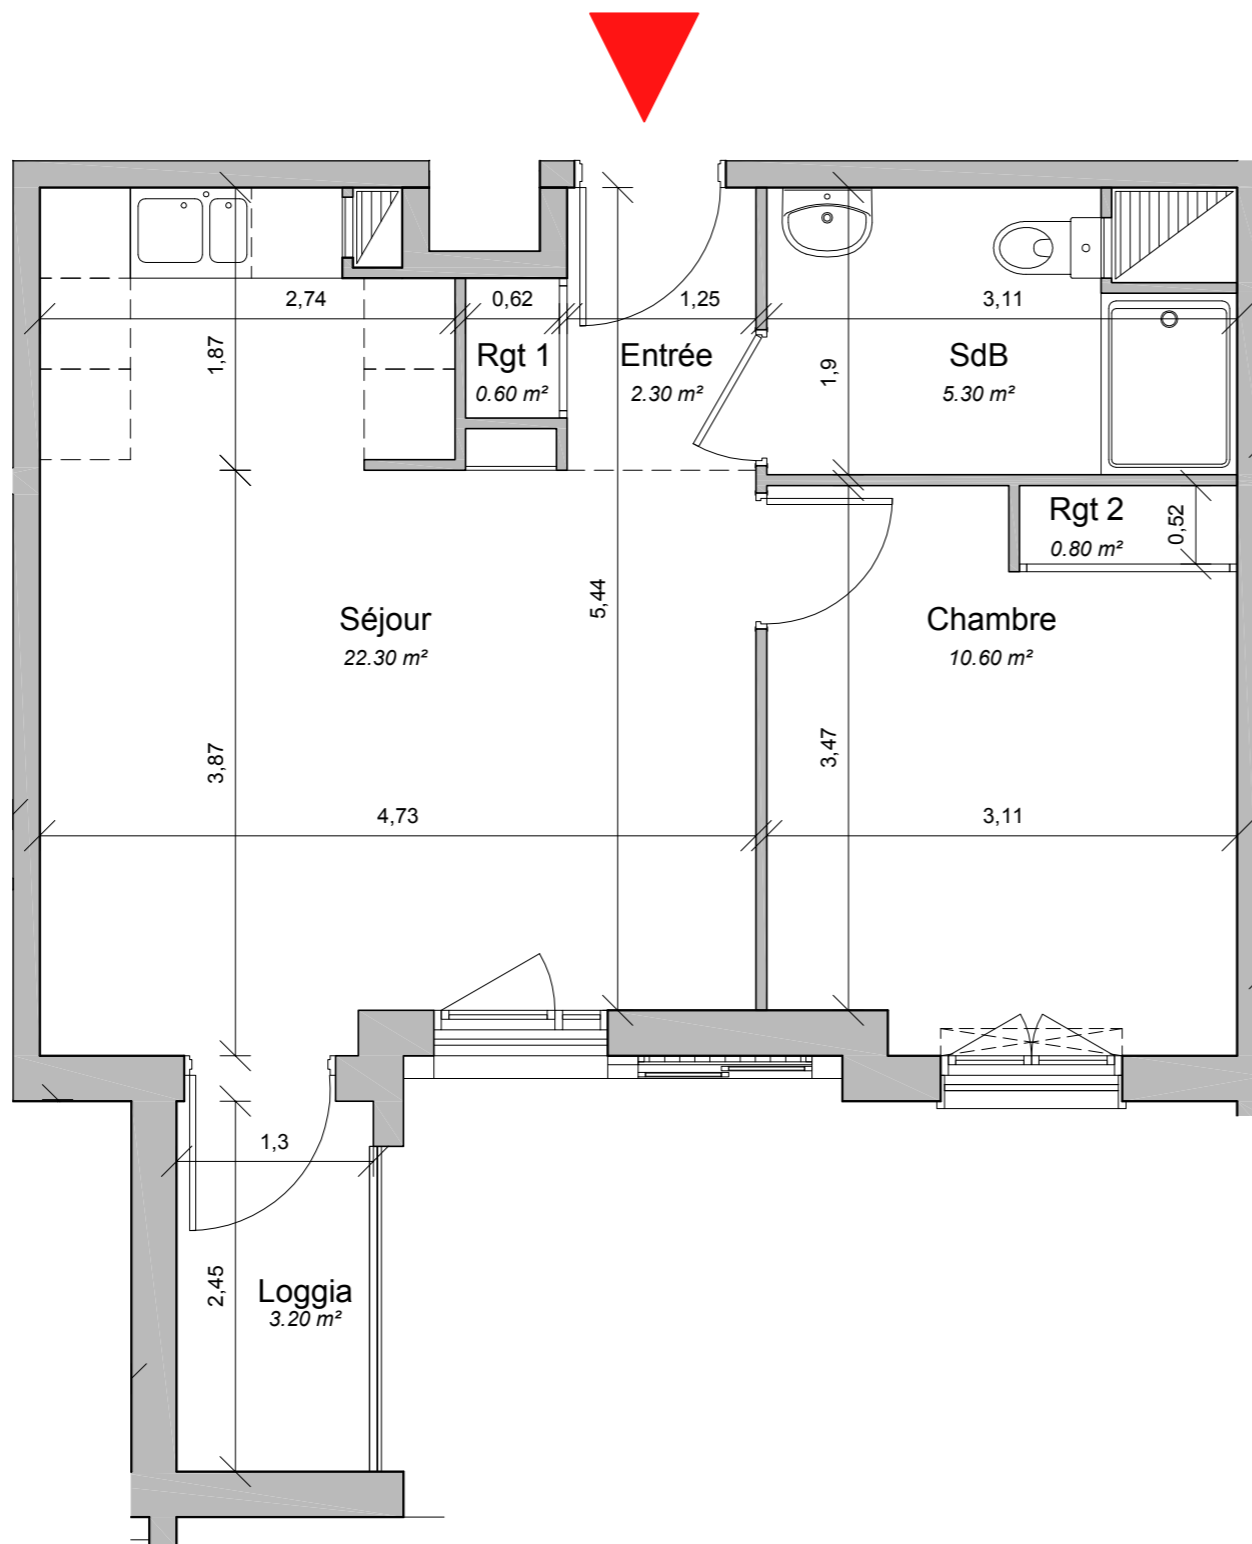 2,74
0,62
1,25
3,11
1,87
Rgt 1
0.60 m²
Entrée
2.30 m²
1,9
SdB
5.30 m²
Rgt 2
0.80 m²
0,52
5,44
Séjour
22.30 m²
Chambre
10.60 m²
3,87
3,47
4,73
3,11
1,3
2,45
Loggia
3.20 m²